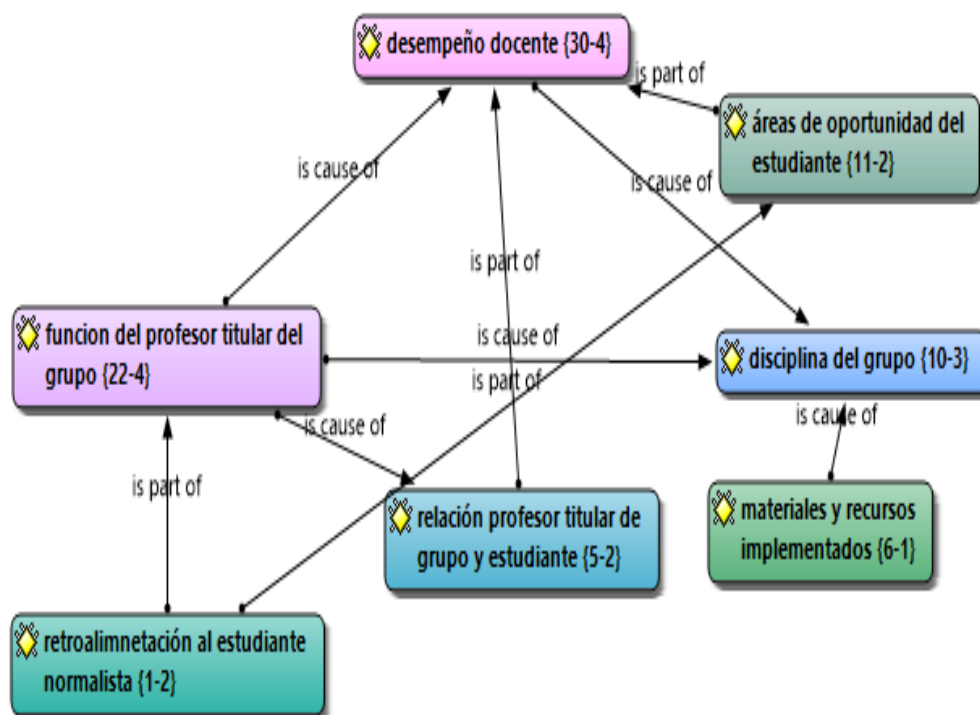 desempeño docente {30-4}
is part of
áreas de oportunidad del
estudiante {11-2}
is cause of
is cause of
is part of
funcion del profesor titular del
grupo {22-4}
is cause of
is part of
disciplina del grupo {10-3}
is cause of
is cause of
is part of
relación profesor titular de
grupo y estudiante {5-2}
materiales y recursos
implementados {6-1}
retroalimnetación al estudiante
normalista {1-2}